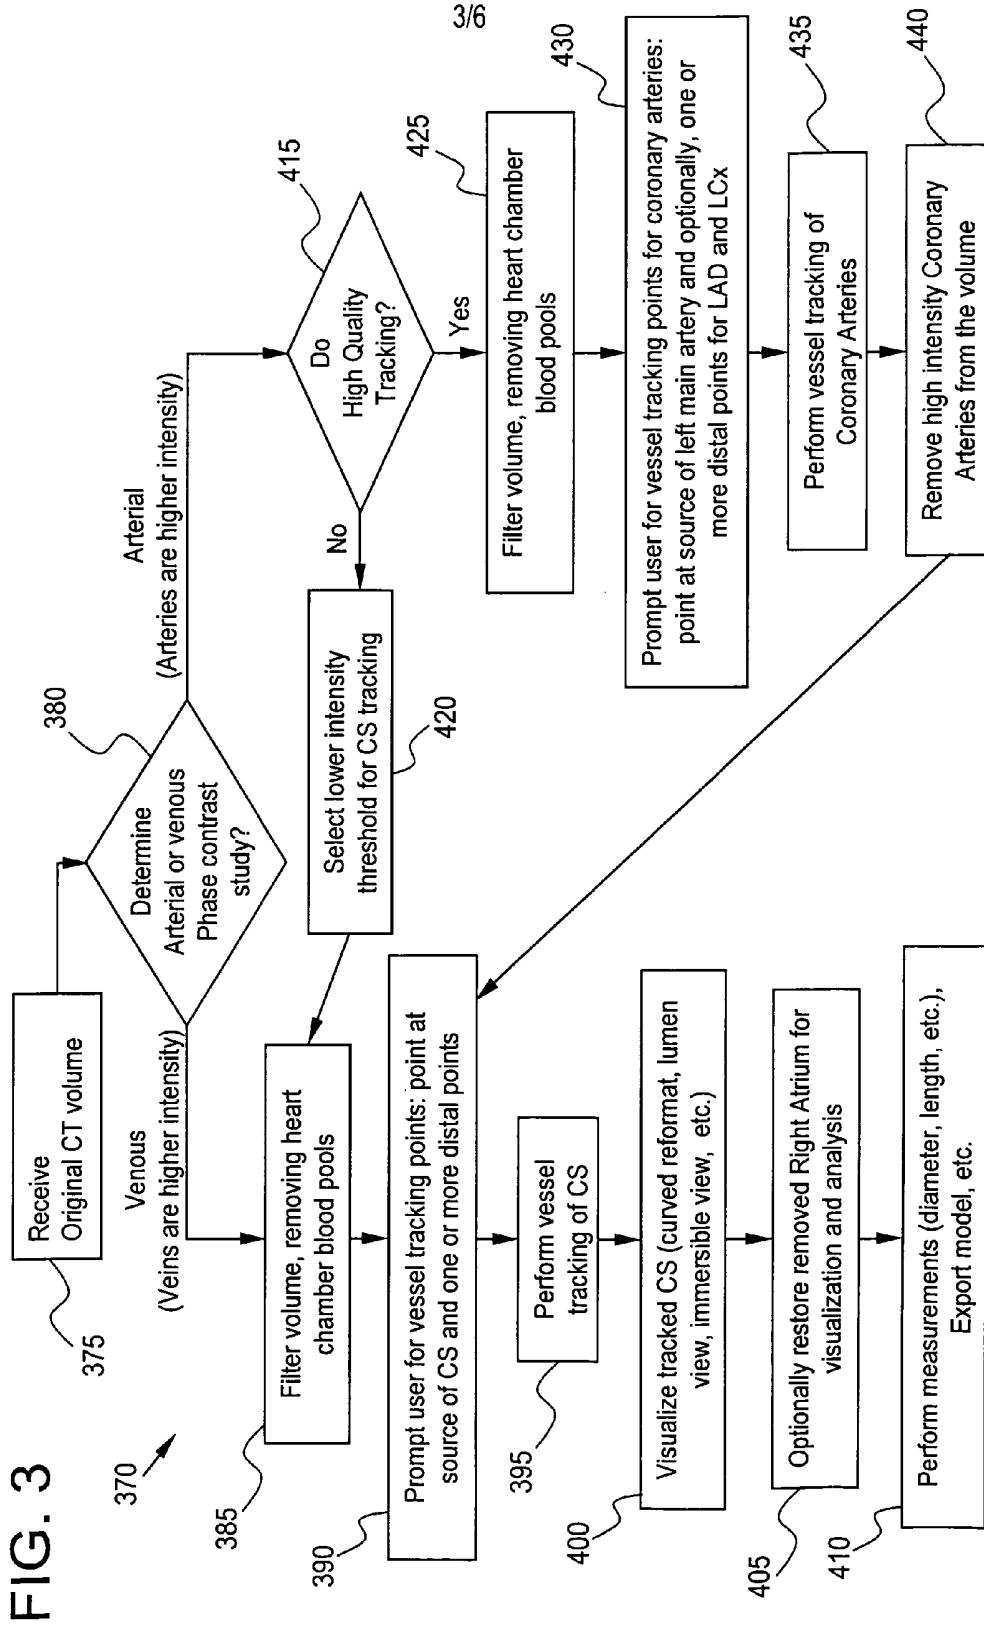 3/6
FIG. 3
370
Receive
Original CT volume
375
Determine
Arterial or venous
Phase contrast
study?
380
Venous
(Veins are higher intensity)
Arterial
(Arteries are higher intensity)
Filter volume, removing heart
chamber blood pools
385
Prompt user for vessel tracking points: point at
source of CS and one or more distal points
390
Perform vessel
tracking of CS
395
Visualize tracked CS (curved reformat, lumen
view, immersible view, etc.)
400
Optionally restore removed Right Atrium for
visualization and analysis
405
Perform measurements (diameter, length, etc.),
Export model, etc.
410
Do
High Quality
Tracking?
415
No
Yes
Select lower intensity
threshold for CS tracking
420
Filter volume, removing heart chamber
blood pools
425
Prompt user for vessel tracking points for coronary arteries:
point at source of left main artery and optionally, one or
more distal points for LAD and LCx
430
Perform vessel tracking of
Coronary Arteries
435
Remove high intensity Coronary
Arteries from the volume
440